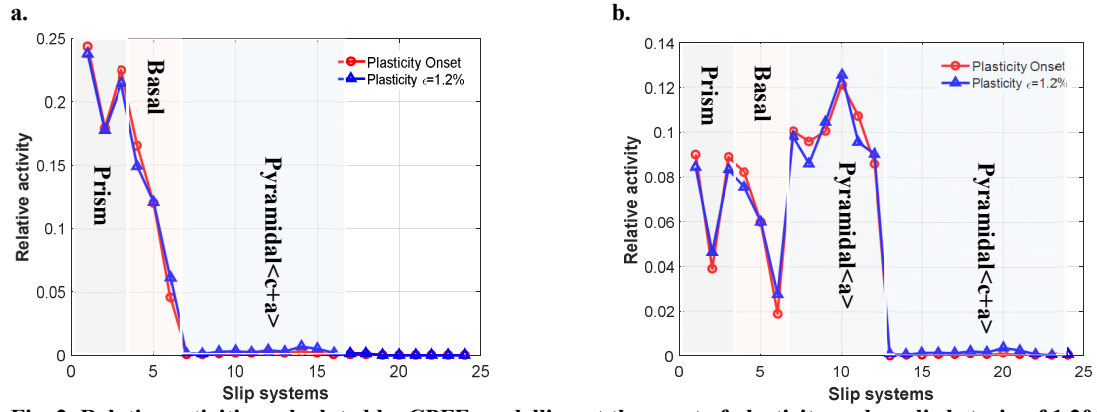 a.
0.25
0.2
0.15
0.1
0.05
0
0
5
10
15
20
25
Relative activity
Slip systems
Prism
Basal
Pyramidal<c+a>
Plasticity Onset
Plasticity ϵ=1.2%
b.
0.14
0.12
0.1
0.08
0.06
0.04
0.02
0
0
5
10
15
20
25
Relative activity
Slip systems
Prism
Basal
Pyramidal<a>
Pyramidal<c+a>
Plasticity Onset
Plasticity ϵ=1.2%